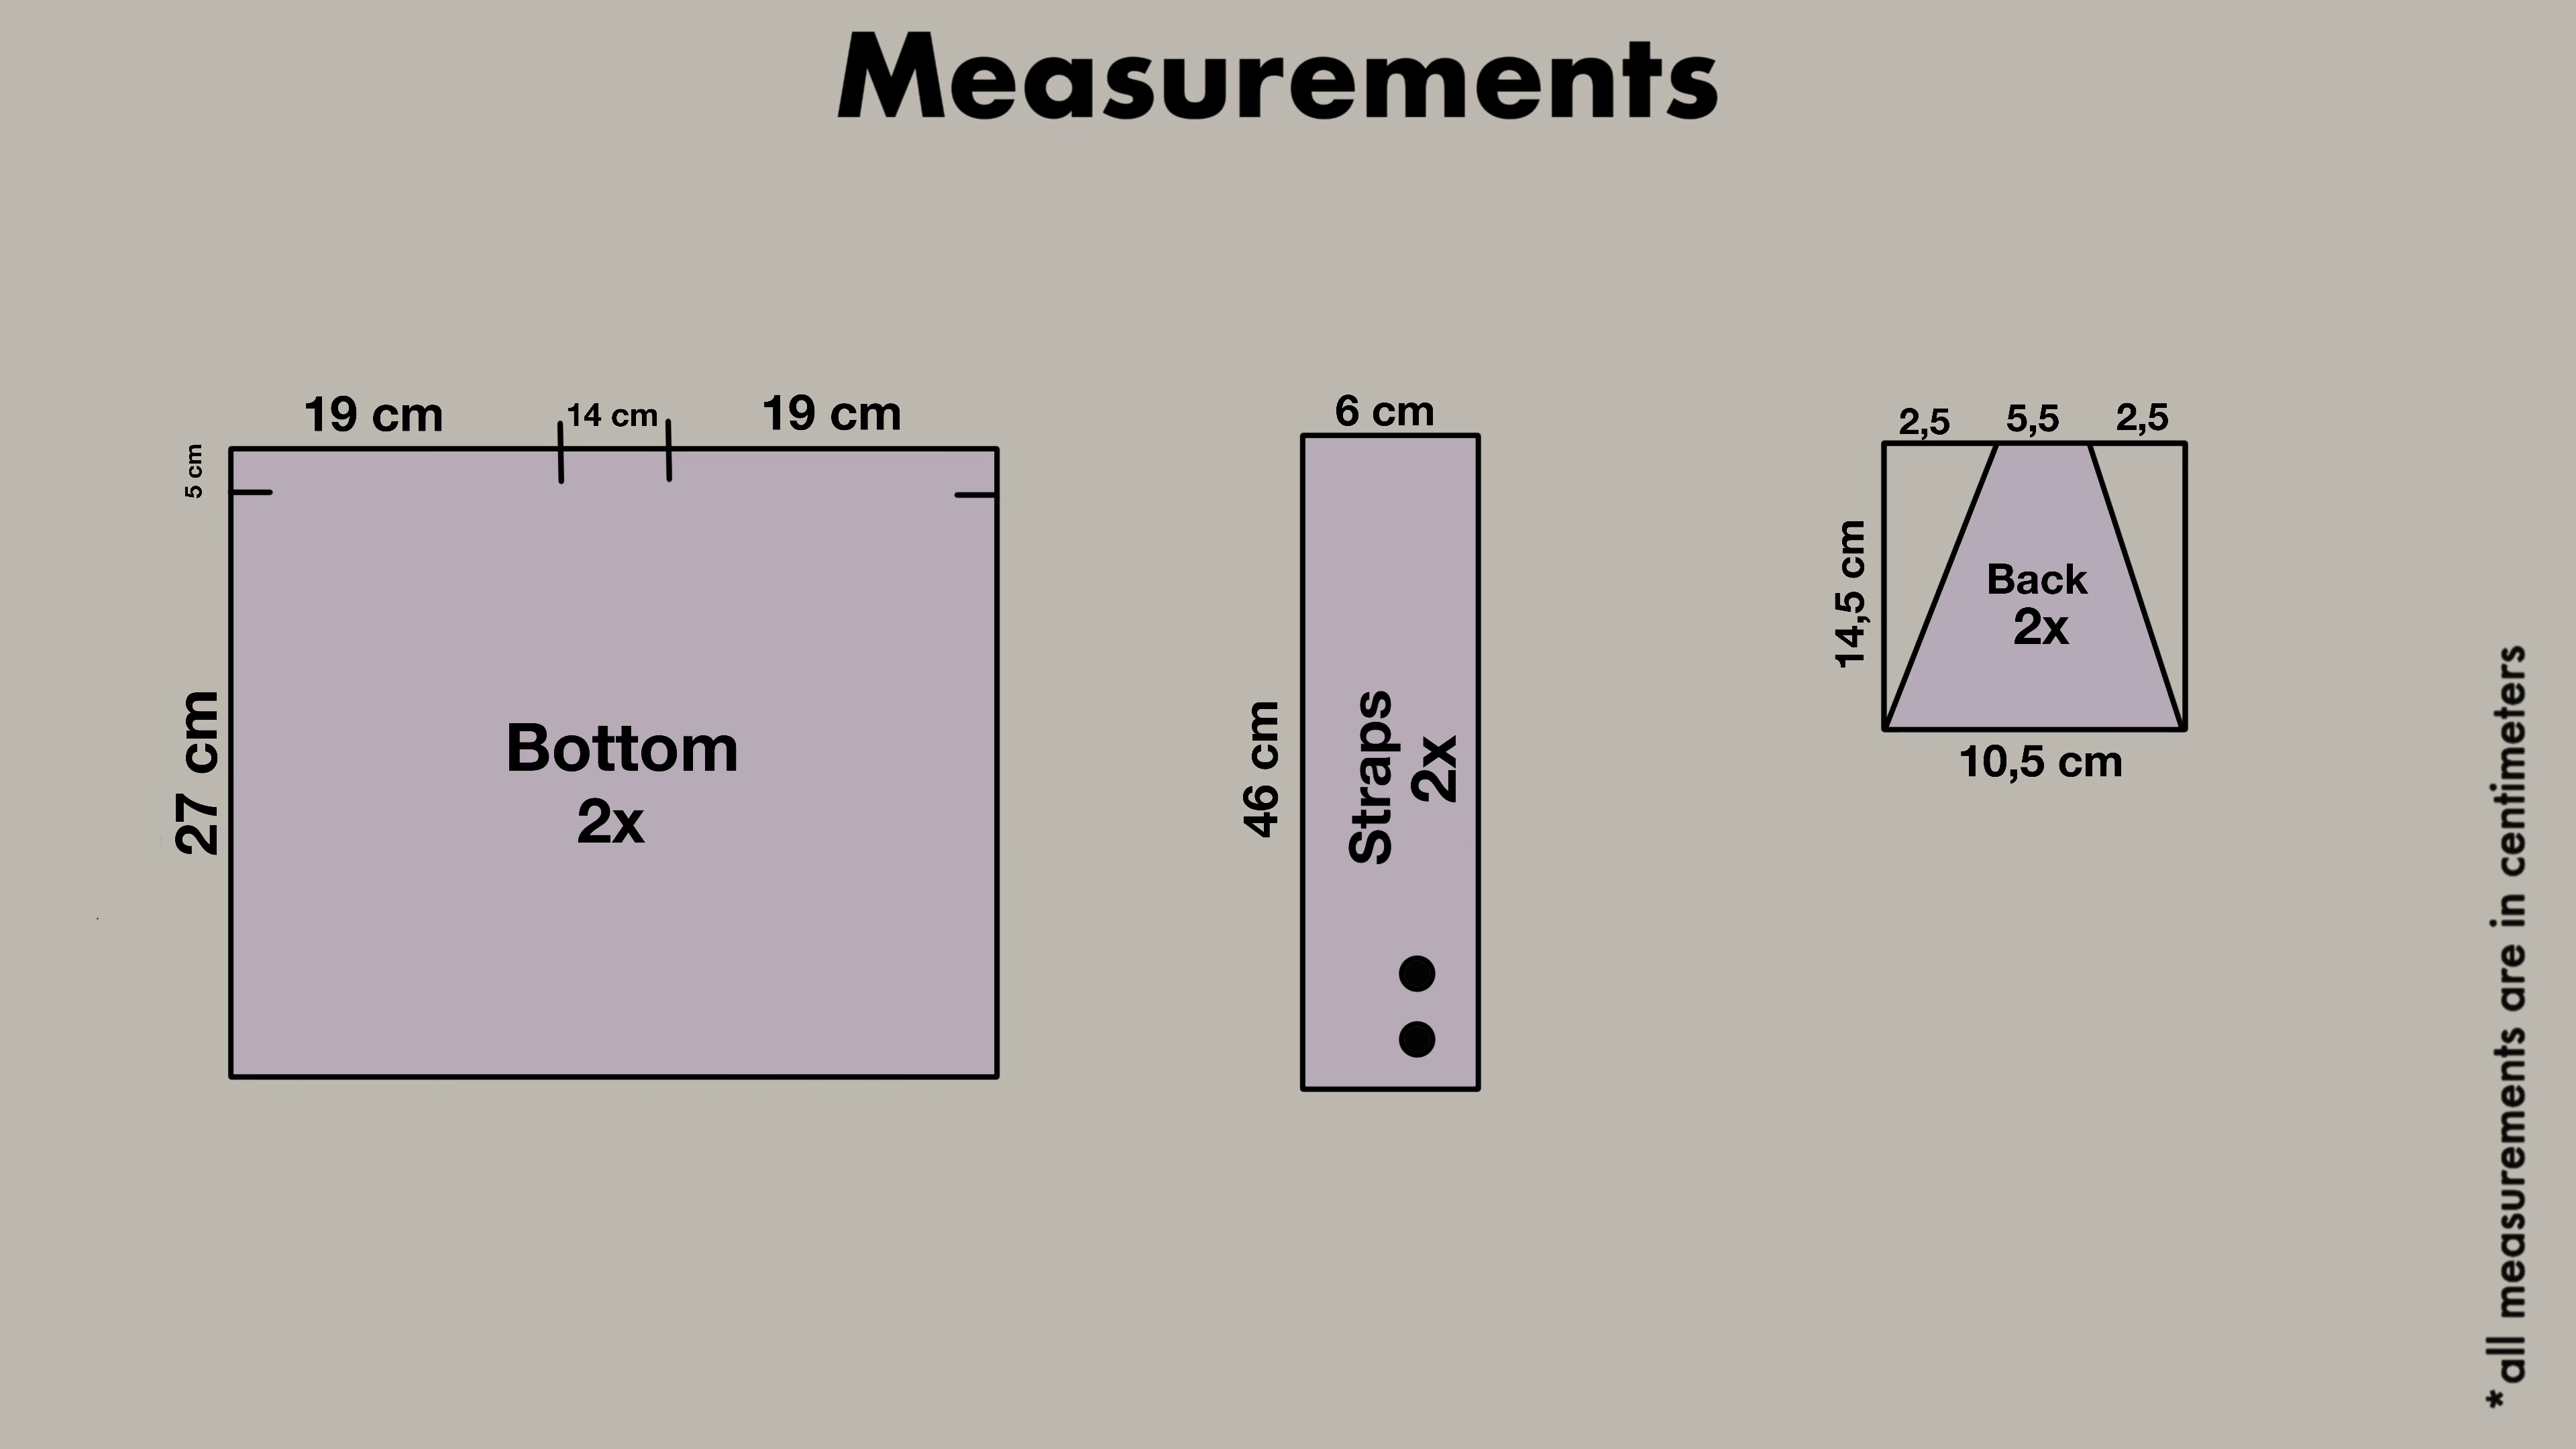 Measurements
19 cm
14 cm
19 cm
5 cm
27 cm
Bottom
2x
6 cm
46 cm
Straps
2x
2,5
5,5
2,5
14,5 cm
Back
2x
10,5 cm
*all measurements are in centimeters